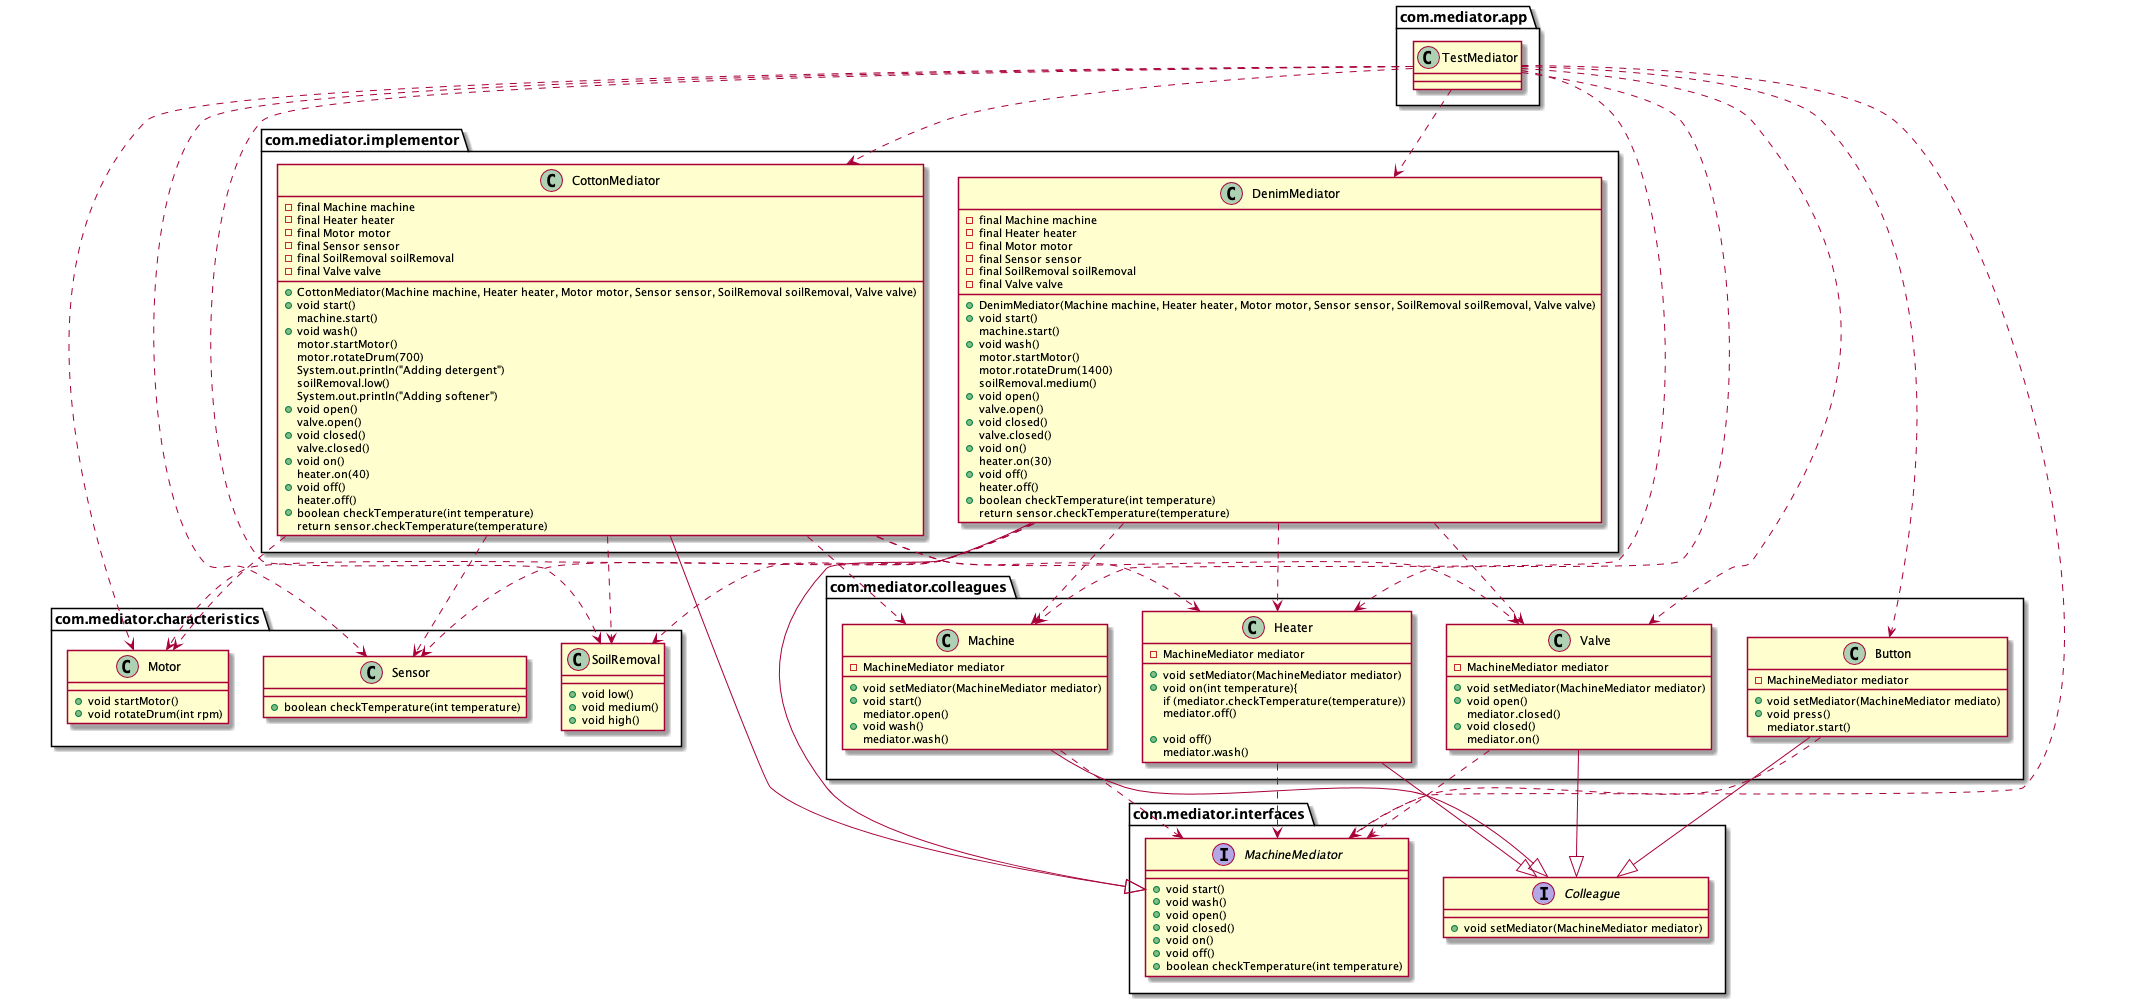 com.mediator.app
C TestMediator
com.mediator.implementor
C CottonMediator
final Machine machine
final Heater heater
final Motor motor
final Sensor sensor
final SoilRemoval soilRemoval
final Valve valve
CottonMediator(Machine machine, Heater heater, Motor motor, Sensor sensor, SoilRemoval soilRemoval, Valve valve)
void start()
machine.start()
void wash()
motor.startMotor()
motor.rotateDrum(700)
System.out.println("Adding detergent")
soilRemoval.low()
System.out.println("Adding softener")
void open()
valve.open()
void closed()
valve.closed()
void on()
heater.on(40)
void off()
heater.off()
boolean checkTemperature(int temperature)
return sensor.checkTemperature(temperature)
C DenimMediator
final Machine machine
final Heater heater
final Motor motor
final Sensor sensor
final SoilRemoval soilRemoval
final Valve valve
DenimMediator(Machine machine, Heater heater, Motor motor, Sensor sensor, SoilRemoval soilRemoval, Valve valve)
void start()
machine.start()
void wash()
motor.startMotor()
motor.rotateDrum(1400)
soilRemoval.medium()
void open()
valve.open()
void closed()
valve.closed()
void on()
heater.on(30)
void off()
heater.off()
boolean checkTemperature(int temperature)
return sensor.checkTemperature(temperature)
com.mediator.characteristics
C Motor
void startMotor()
void rotateDrum(int rpm)
C Sensor
boolean checkTemperature(int temperature)
C SoilRemoval
void low()
void medium()
void high()
com.mediator.colleagues
C Machine
MachineMediator mediator
void setMediator(MachineMediator mediator)
void start()
mediator.open()
void wash()
mediator.wash()
C Heater
MachineMediator mediator
void setMediator(MachineMediator mediator)
void on(int temperature){
if (mediator.checkTemperature(temperature))
mediator.off()
void off()
mediator.wash()
C Valve
MachineMediator mediator
void setMediator(MachineMediator mediator)
void open()
mediator.closed()
void closed()
mediator.on()
C Button
MachineMediator mediator
void setMediator(MachineMediator mediato)
void press()
mediator.start()
com.mediator.interfaces
I MachineMediator
void start()
void wash()
void open()
void closed()
void on()
void off()
boolean checkTemperature(int temperature)
I Colleague
void setMediator(MachineMediator mediator)